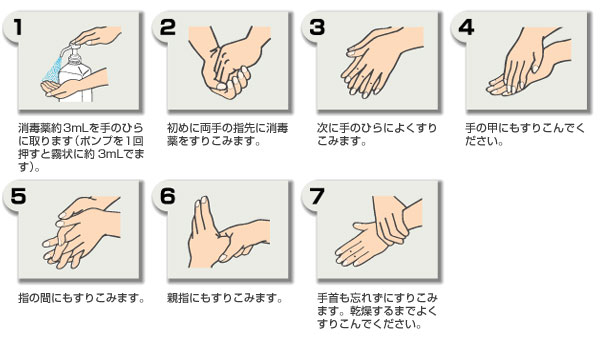 1
消毒薬約3mLを手のひら
に取ります（ポンプを1回
押すと霧状に約3mLでま
す）。
2
初めに両手の指先に消毒
薬をすりこみます。
3
次に手のひらによくすり
こみます。
4
手の甲にもすりこんでく
ださい。
5
指の間にもすりこみます。
6
親指にもすりこみます。
7
手首も忘れずにすりこみ
ます。乾燥するまでよく
すりこんでください。